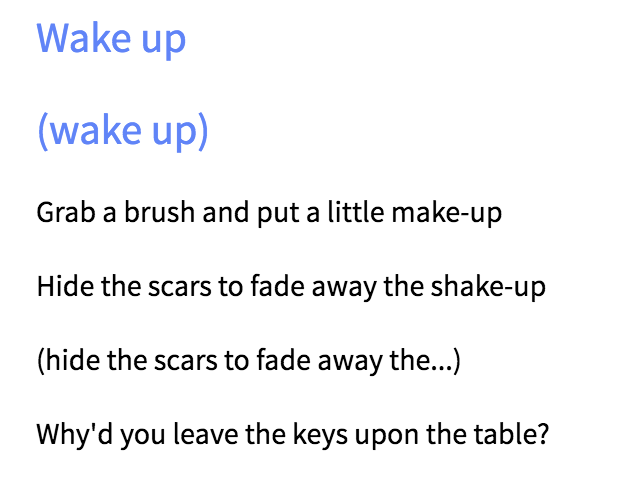 Wake up
(wake up)
Grab a brush and put a little make-up
Hide the scars to fade away the shake-up
(hide the scars to fade away the...)
Why'd you leave the keys upon the table?